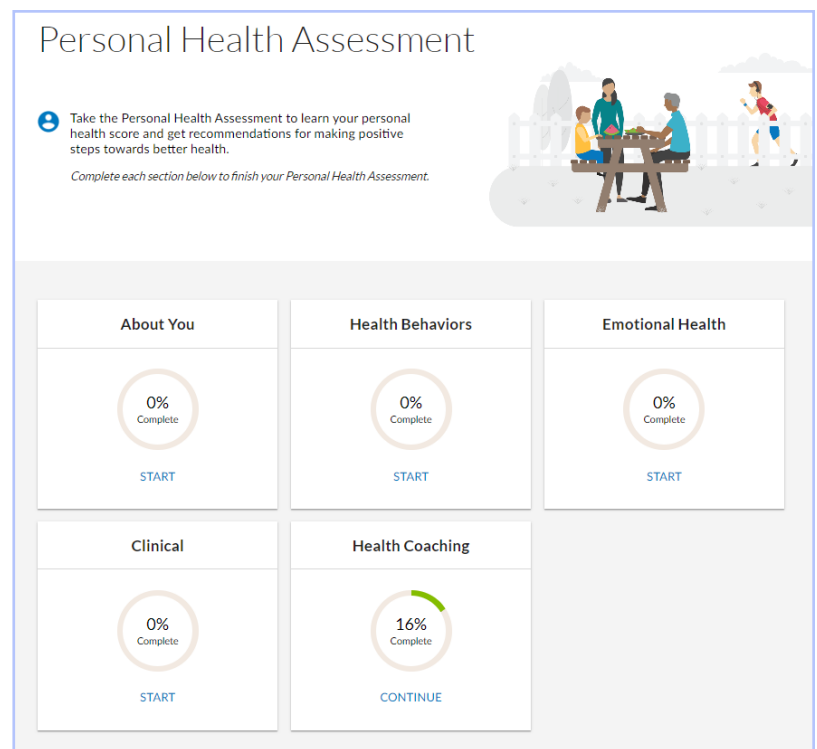 Personal Health Assessment
Take the Personal Health Assessment to learn your personal
health score and get recommendations for making positive
steps towards better health.
Complete each section below to finish your Personal Health Assessment.
About You
0%
Complete
START
Health Behaviors
0%
Complete
START
Emotional Health
0%
Complete
START
Clinical
0%
Complete
START
Health Coaching
16%
Complete
CONTINUE